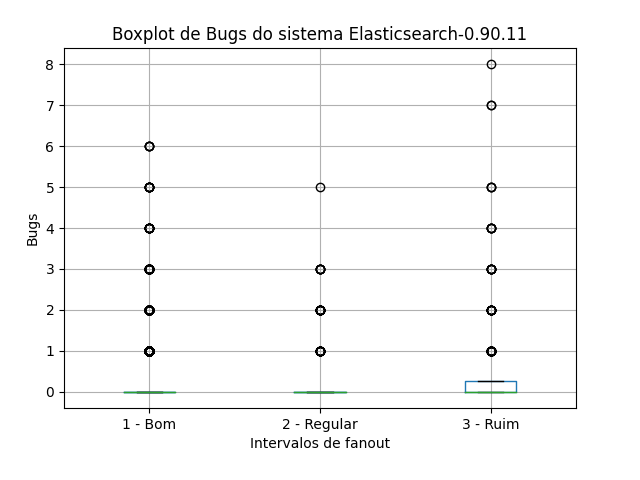 Boxplot de Bugs do sistema Elasticsearch-0.90.11
8
7
6
5
4
3
2
1
0
Bugs
1 - Bom
2 - Regular
3 - Ruim
Intervalos de fanout